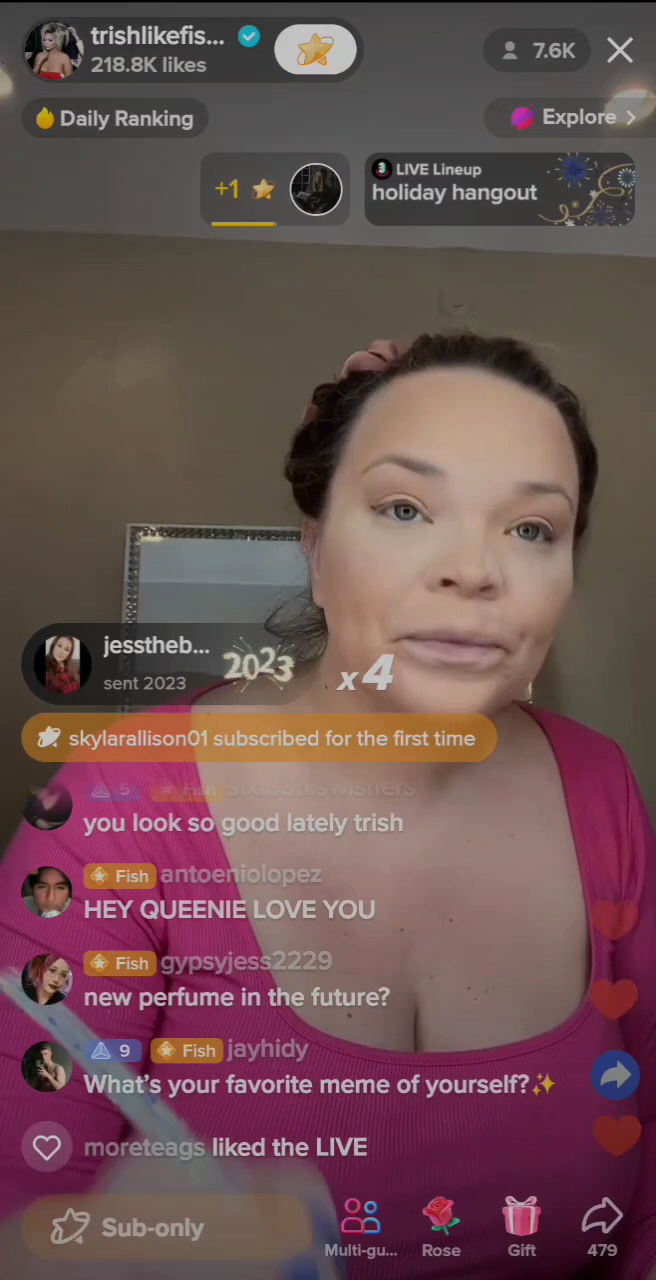 trishlikefis...
218.8K likes
7.6K
Daily Ranking
Explore
+1
LIVE Lineup
holiday hangout
jesstheb...
sent 2023
2023
x4
skylarallison01 subscribed for the first time
5 Fish
you look so good lately trish
Fish antoeniolopez
HEY QUEENIE LOVE YOU
Fish gypsyjess2229
new perfume in the future?
9 Fish jayhidy
What's your favorite meme of yourself?✨
moreteags liked the LIVE
Sub-only
Multi-gu...
Rose
Gift
479